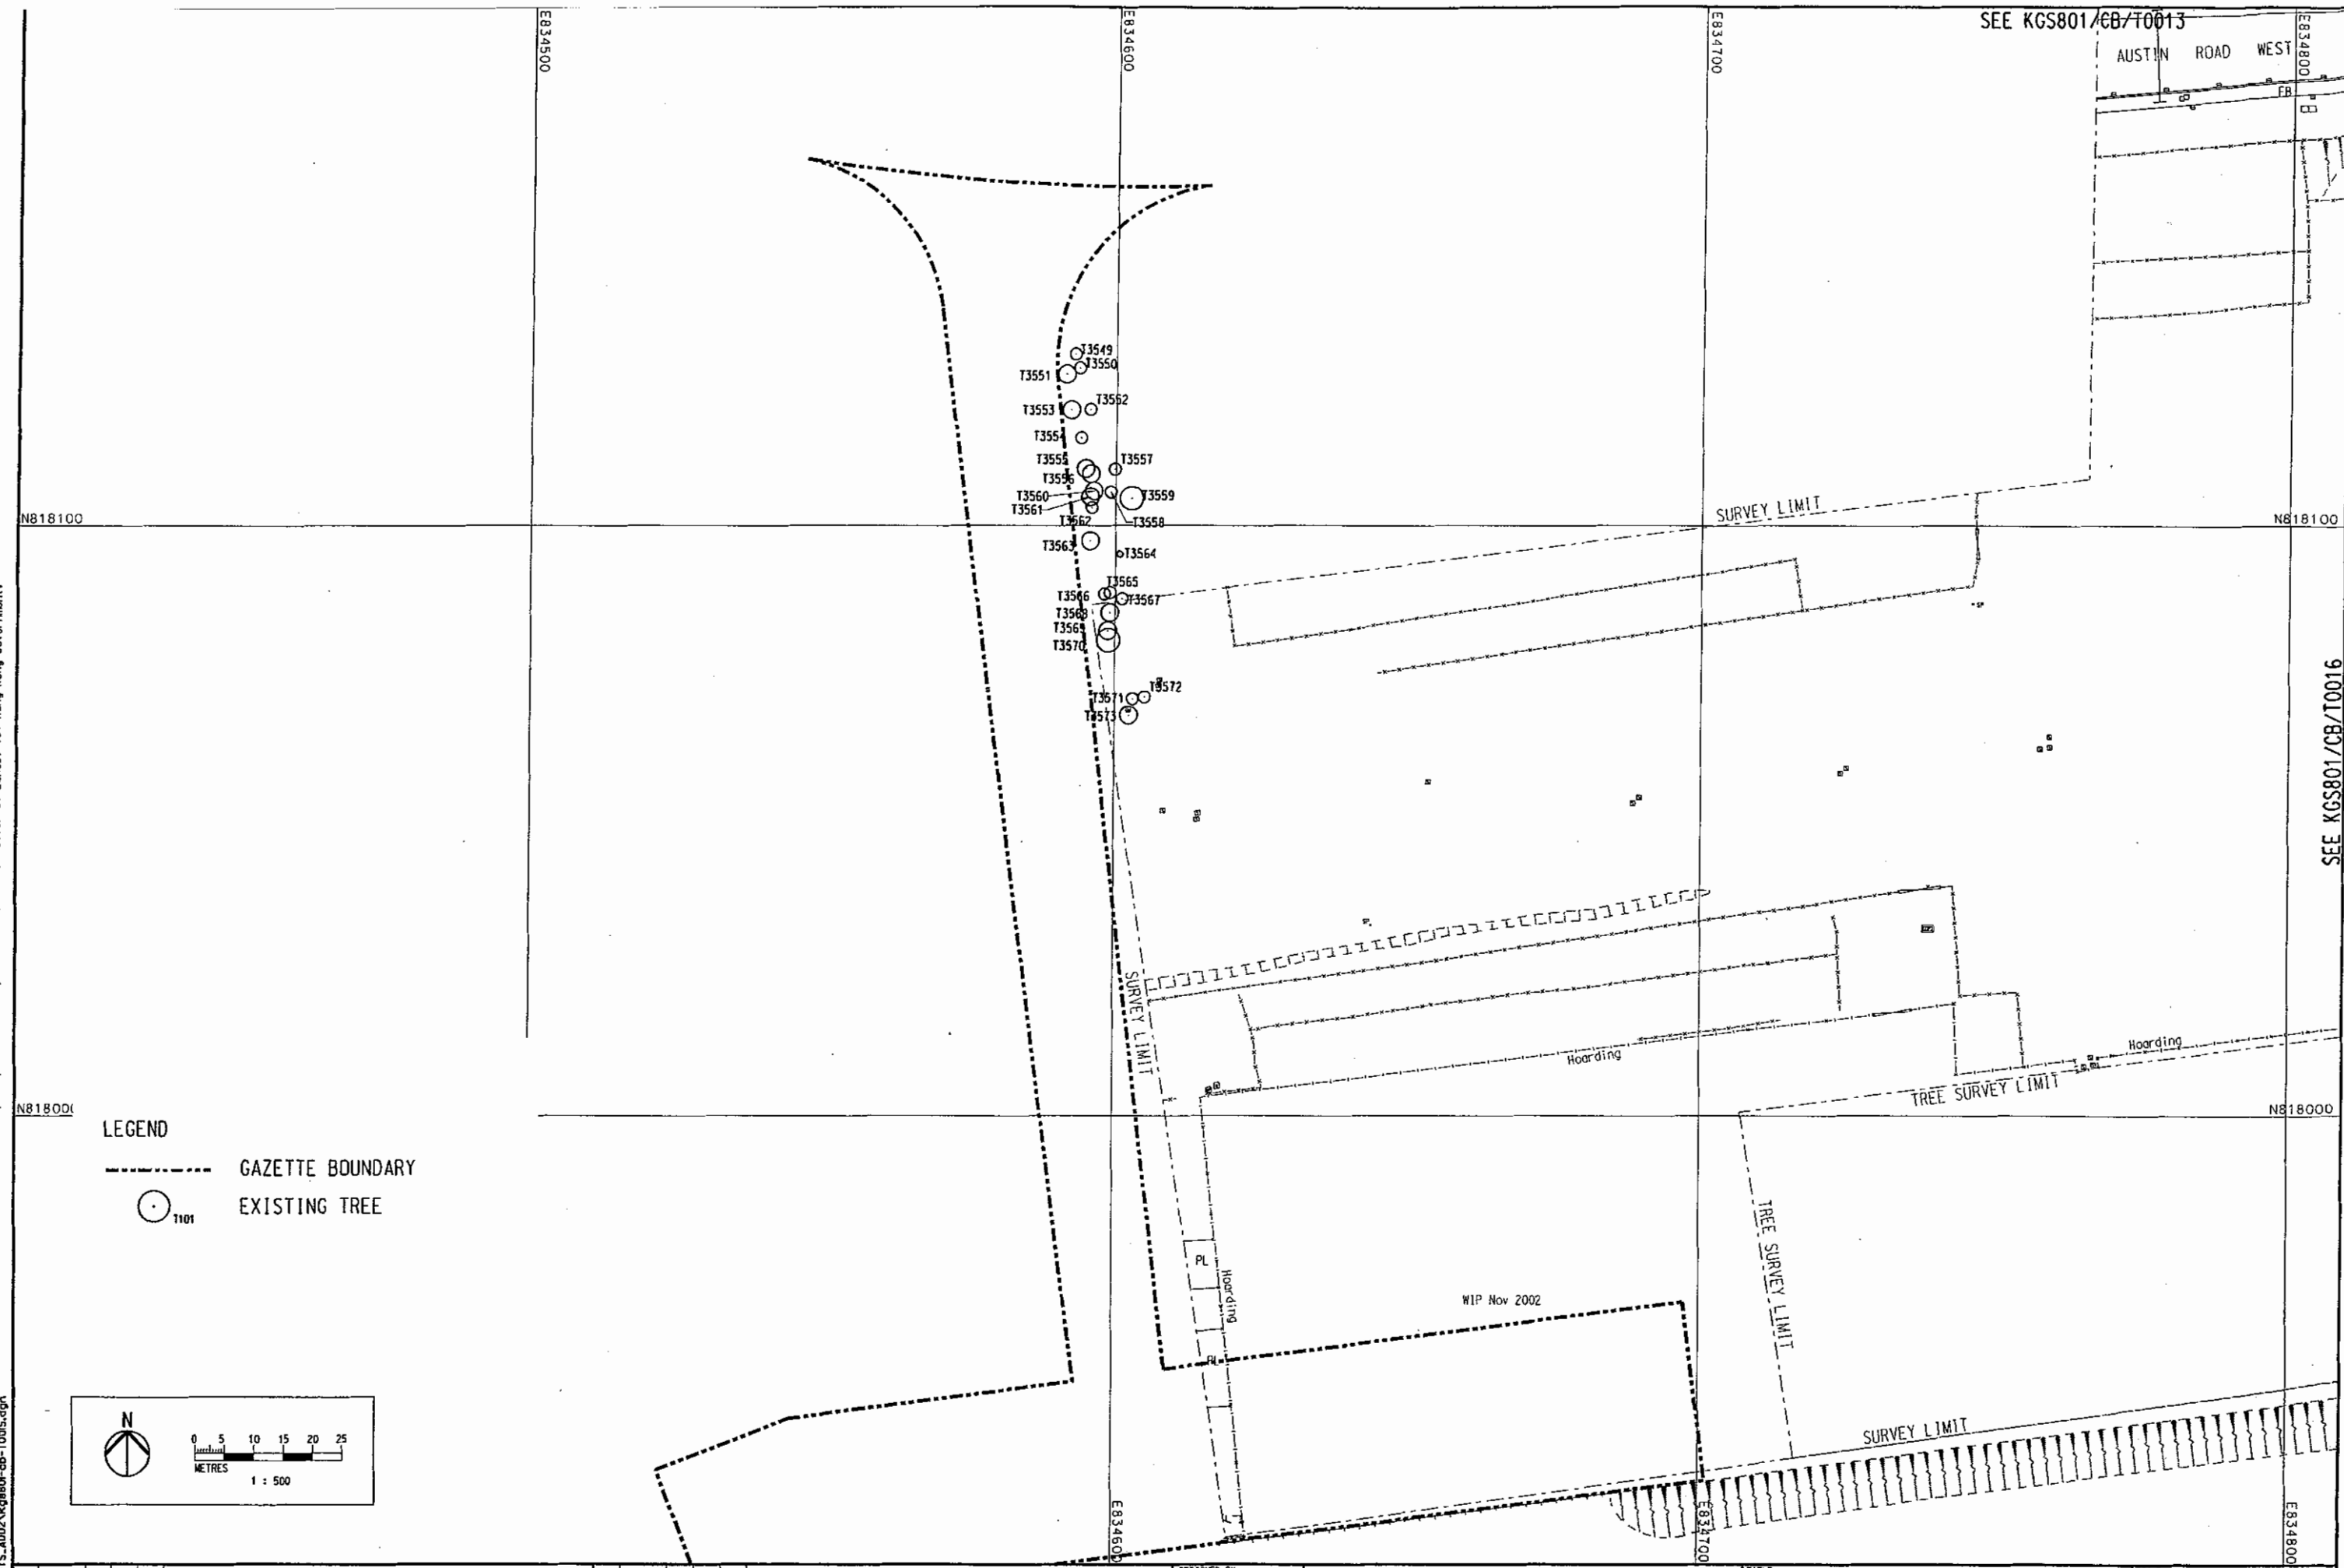 SEE KGS801/CB/T0013
E834500
E834600
E834700
E834800
AUSTIN ROAD WEST
FB
T3549
T3550
T3551
T3552
T3553
T3554
T3555
T3557
T3556
T3560
T3559
T3561
T3562
T3558
N818100
SURVEY LIMIT
N818100
T3563
T3564
T3565
T3566
T3567
T3568
T3569
T3570
T3572
T3571
T3573
SEE KGS801/CB/T0016
SURVEY LIMIT
Hoarding
Hoarding
TREE SURVEY LIMIT
N818000
N818000
LEGEND
GAZETTE BOUNDARY
T101
EXISTING TREE
TREE SURVEY LIMIT
PL
Hoarding
WIP Nov 2002
PL
SURVEY LIMIT
N
0 5 10 15 20 25
METRES
1 : 500
E834600
E834700
E834800